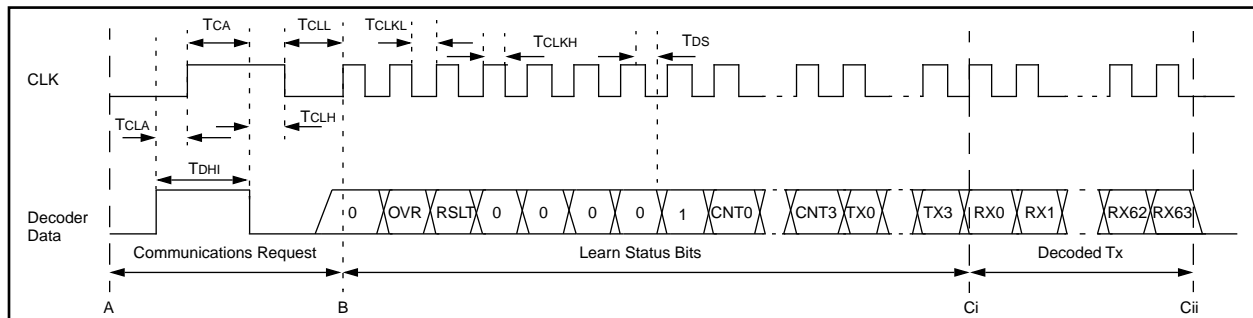 TCA TCLL TCLKL TCLKH TDS
CLK
TCLA TCLH
TDHI
Decoder
Data
0 OVR RSLT 0 0 0 0 1 CNT0 CNT3 TX0 TX3 RX0 RX1 RX62 RX63
Communications Request Learn Status Bits Decoded Tx
A B Ci Cii